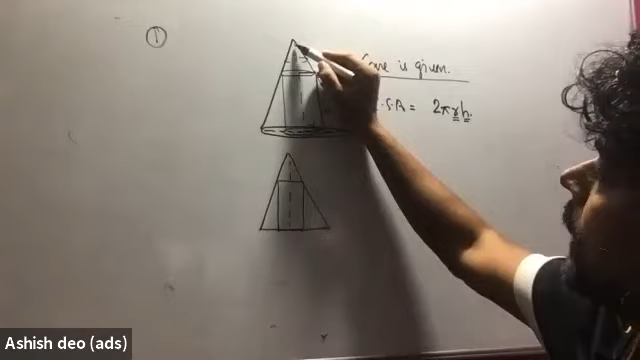 ①
Cone is given.
.S.A = 2πrh.
Ashish deo (ads)